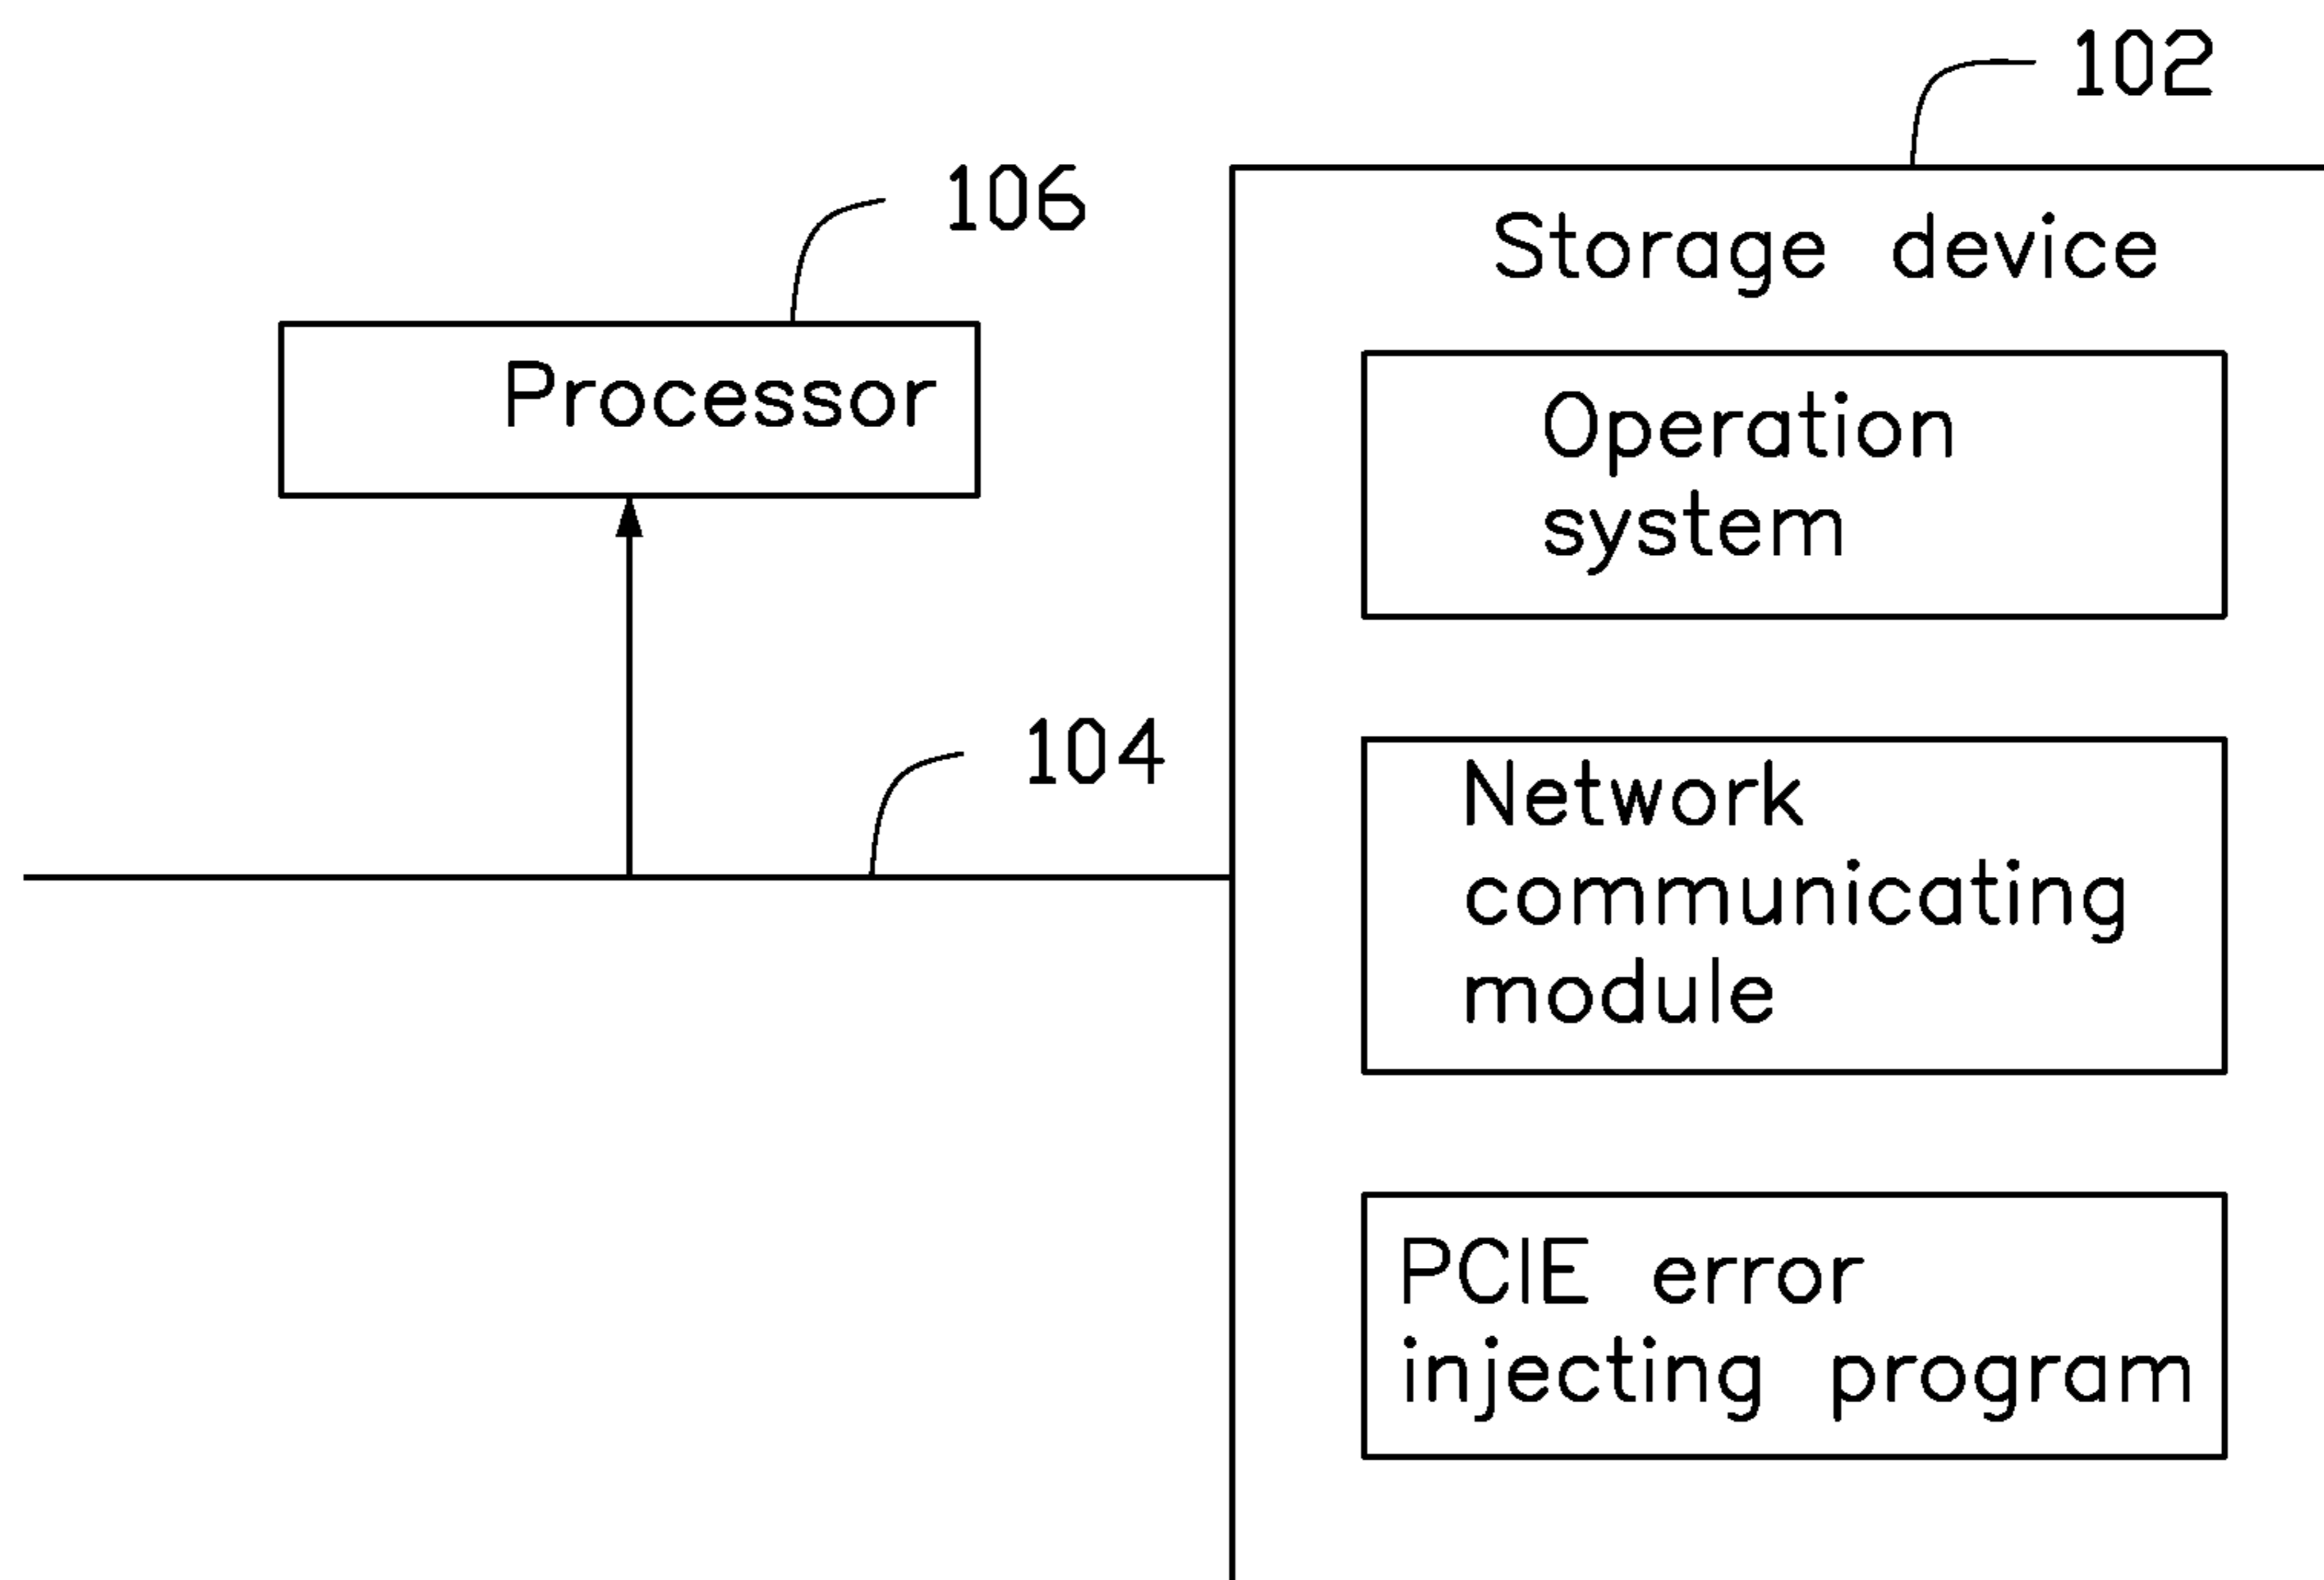 102
106
Storage device
Processor
Operation
system
104
Network
communicating
module
PCIE error
injecting program